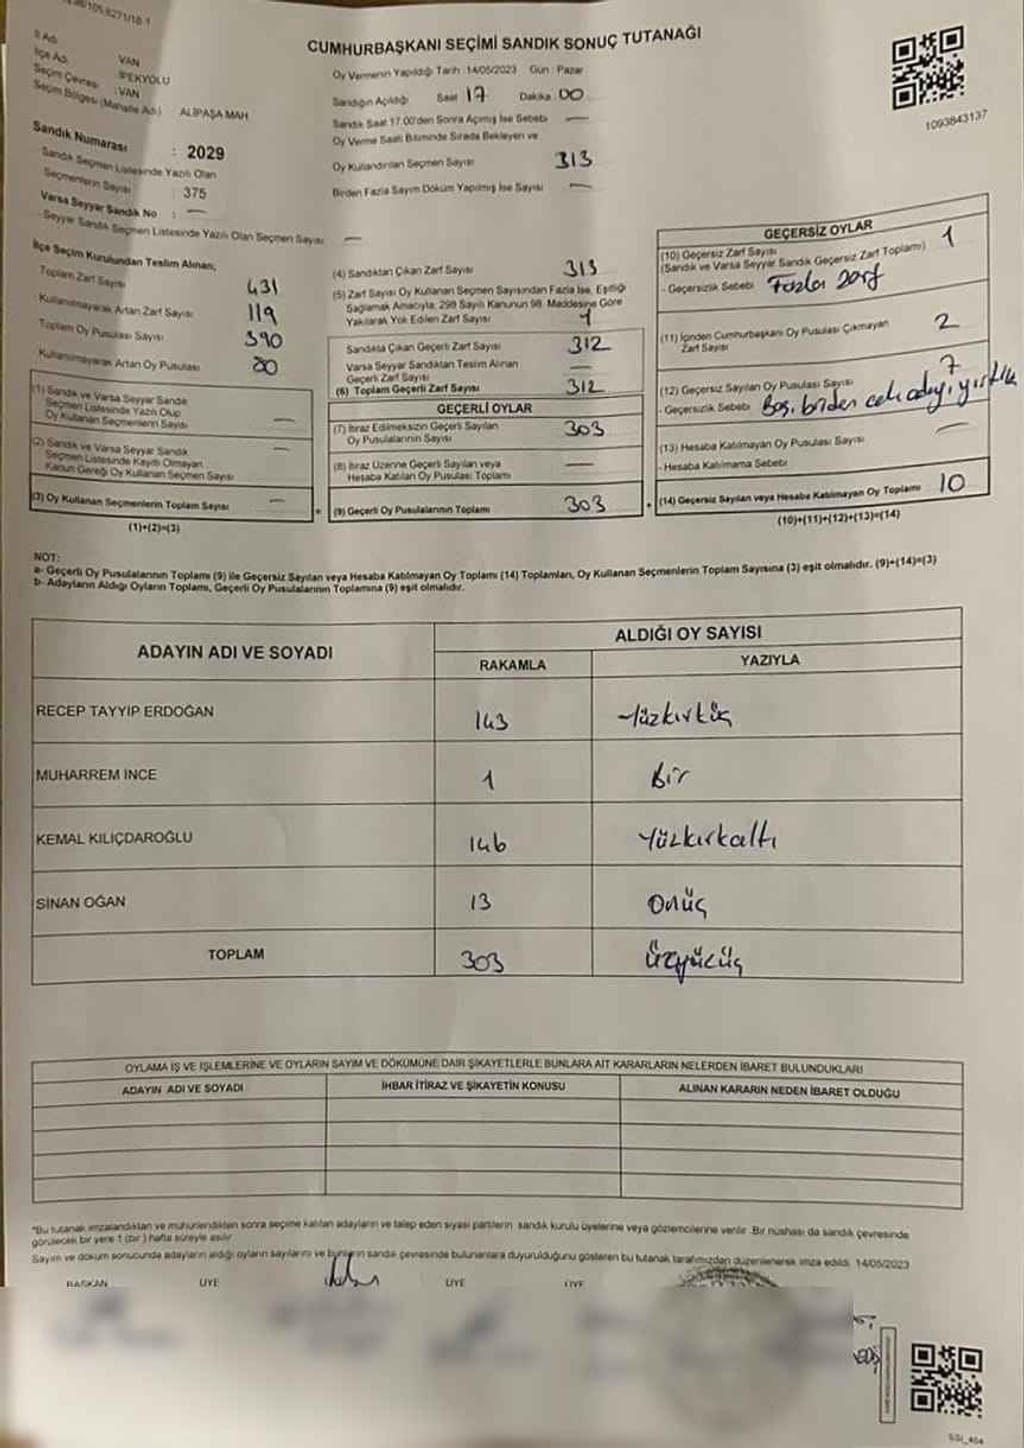 CUMHURBAŞKANI SEÇİMİ SANDIK SONUÇ TUTANAĞI
İl Adı VAN
İlçe Adı İPEKYOLU
Seçim Çevresi : VAN
Seçim Bölgesi (Mahalle Adı) ALİPAŞA MAH
Sandık Numarası : 2029
Sandık Seçmen Listesinde Yazılı Olan
Seçmenlerin Sayısı : 375
Varsa Seyyar Sandık No : —
- Seyyar Sandık Seçmen Listesinde Yazılı Olan Seçmen Sayısı —
Oy Vermenin Yapıldığı Tarih : 14/05/2023 Gün : Pazar
Sandığın Açıldığı Saat 17 Dakika : 00
Sandık Saat 17.00'den Sonra Açılmış İse Sebebi —
Oy Verme Saati Bitiminde Sırada Bekleyen ve
Oy Kullandırılan Seçmen Sayısı 313
Birden Fazla Sayım Döküm Yapılmış İse Sayısı —
1093843137
İlçe Seçim Kurulundan Teslim Alınan;
Toplam Zarf Sayısı 431
Kullanılmayarak Artan Zarf Sayısı 119
Toplam Oy Pusulası Sayısı 390
Kullanılmayarak Artan Oy Pusulası 80
(1) Sandık ve Varsa Seyyar Sandık
Seçmen Listesinde Yazılı Olup
Oy Kullanan Seçmenlerin Sayısı —
(2) Sandık ve Varsa Seyyar Sandık
Seçmen Listesinde Kayıtlı Olmayan
Kanun Gereği Oy Kullanan Seçmen Sayısı —
(3) Oy Kullanan Seçmenlerin Toplam Sayısı —
(1)+(2)=(3)
(4) Sandıktan Çıkan Zarf Sayısı 313
(5) Zarf Sayısı Oy Kullanan Seçmen Sayısından Fazla İse, Eşitliği
Sağlamak Amacıyla; 298 Sayılı Kanunun 98. Maddesine Göre
Yakılarak Yok Edilen Zarf Sayısı 1
Sandıkta Çıkan Geçerli Zarf Sayısı 312
Varsa Seyyar Sandıktan Teslim Alınan
Geçerli Zarf Sayısı —
(6) Toplam Geçerli Zarf Sayısı 312
GEÇERLİ OYLAR
(7) İtiraz Edilmeksizin Geçerli Sayılan
Oy Pusulalarının Sayısı 303
(8) İtiraz Üzerine Geçerli Sayılan veya
Hesaba Katılan Oy Pusulası Toplamı —
(9) Geçerli Oy Pusulalarının Toplamı 303
GEÇERSİZ OYLAR
(10) Geçersiz Zarf Sayısı 1
(Sandık ve Varsa Seyyar Sandık Geçersiz Zarf Toplamı)
- Geçersizlik Sebebi Fazla zarf
(11) İçinden Cumhurbaşkanı Oy Pusulası Çıkmayan
Zarf Sayısı 2
(12) Geçersiz Sayılan Oy Pusulası Sayısı 7
- Geçersizlik Sebebi Boş, birden çok adayı, yırtık
(13) Hesaba Katılmayan Oy Pusulası Sayısı —
- Hesaba Katılmama Sebebi
(14) Geçersiz Sayılan veya Hesaba Katılmayan Oy Toplamı 10
(10)+(11)+(12)+(13)=(14)
NOT:
a- Geçerli Oy Pusulalarının Toplamı (9) ile Geçersiz Sayılan veya Hesaba Katılmayan Oy Toplamı (14) Toplamları, Oy Kullanan Seçmenlerin Toplam Sayısına (3) eşit olmalıdır. (9)+(14)=(3)
b- Adayların Aldığı Oyların Toplamı, Geçerli Oy Pusulalarının Toplamına (9) eşit olmalıdır.
ADAYIN ADI VE SOYADI
ALDIĞI OY SAYISI
RAKAMLA YAZIYLA
RECEP TAYYİP ERDOĞAN 143 Yüzkırküç
MUHARREM İNCE 1 Bir
KEMAL KILIÇDAROĞLU 146 Yüzkırkaltı
SİNAN OĞAN 13 Onüç
TOPLAM 303 Üçyüzüç
OYLAMA İŞ VE İŞLEMLERİNE VE OYLARIN SAYIM VE DÖKÜMÜNE DAİR ŞİKAYETLERLE BUNLARA AİT KARARLARIN NELERDEN İBARET BULUNDUKLARI
ADAYIN ADI VE SOYADI İHBAR İTİRAZ VE ŞİKAYETİN KONUSU ALINAN KARARIN NEDEN İBARET OLDUĞU
*Bu tutanak imzalandıktan ve mühürlendikten sonra seçime katılan adayların ve talep eden siyasi partilerin sandık kurulu üyelerine veya gözlemcilerine verilir. Bir nüshası da sandık çevresinde
görülecek bir yere 1 (bir) hafta süreyle asılır.
Sayım ve döküm sonucunda adayların aldığı oyların sayılarını ve bunların sandık çevresinde bulunanlara duyurulduğunu gösteren bu tutanak tarafımızdan düzenlenerek imza edildi. 14/05/2023
BAŞKAN ÜYE ÜYE ÜYE